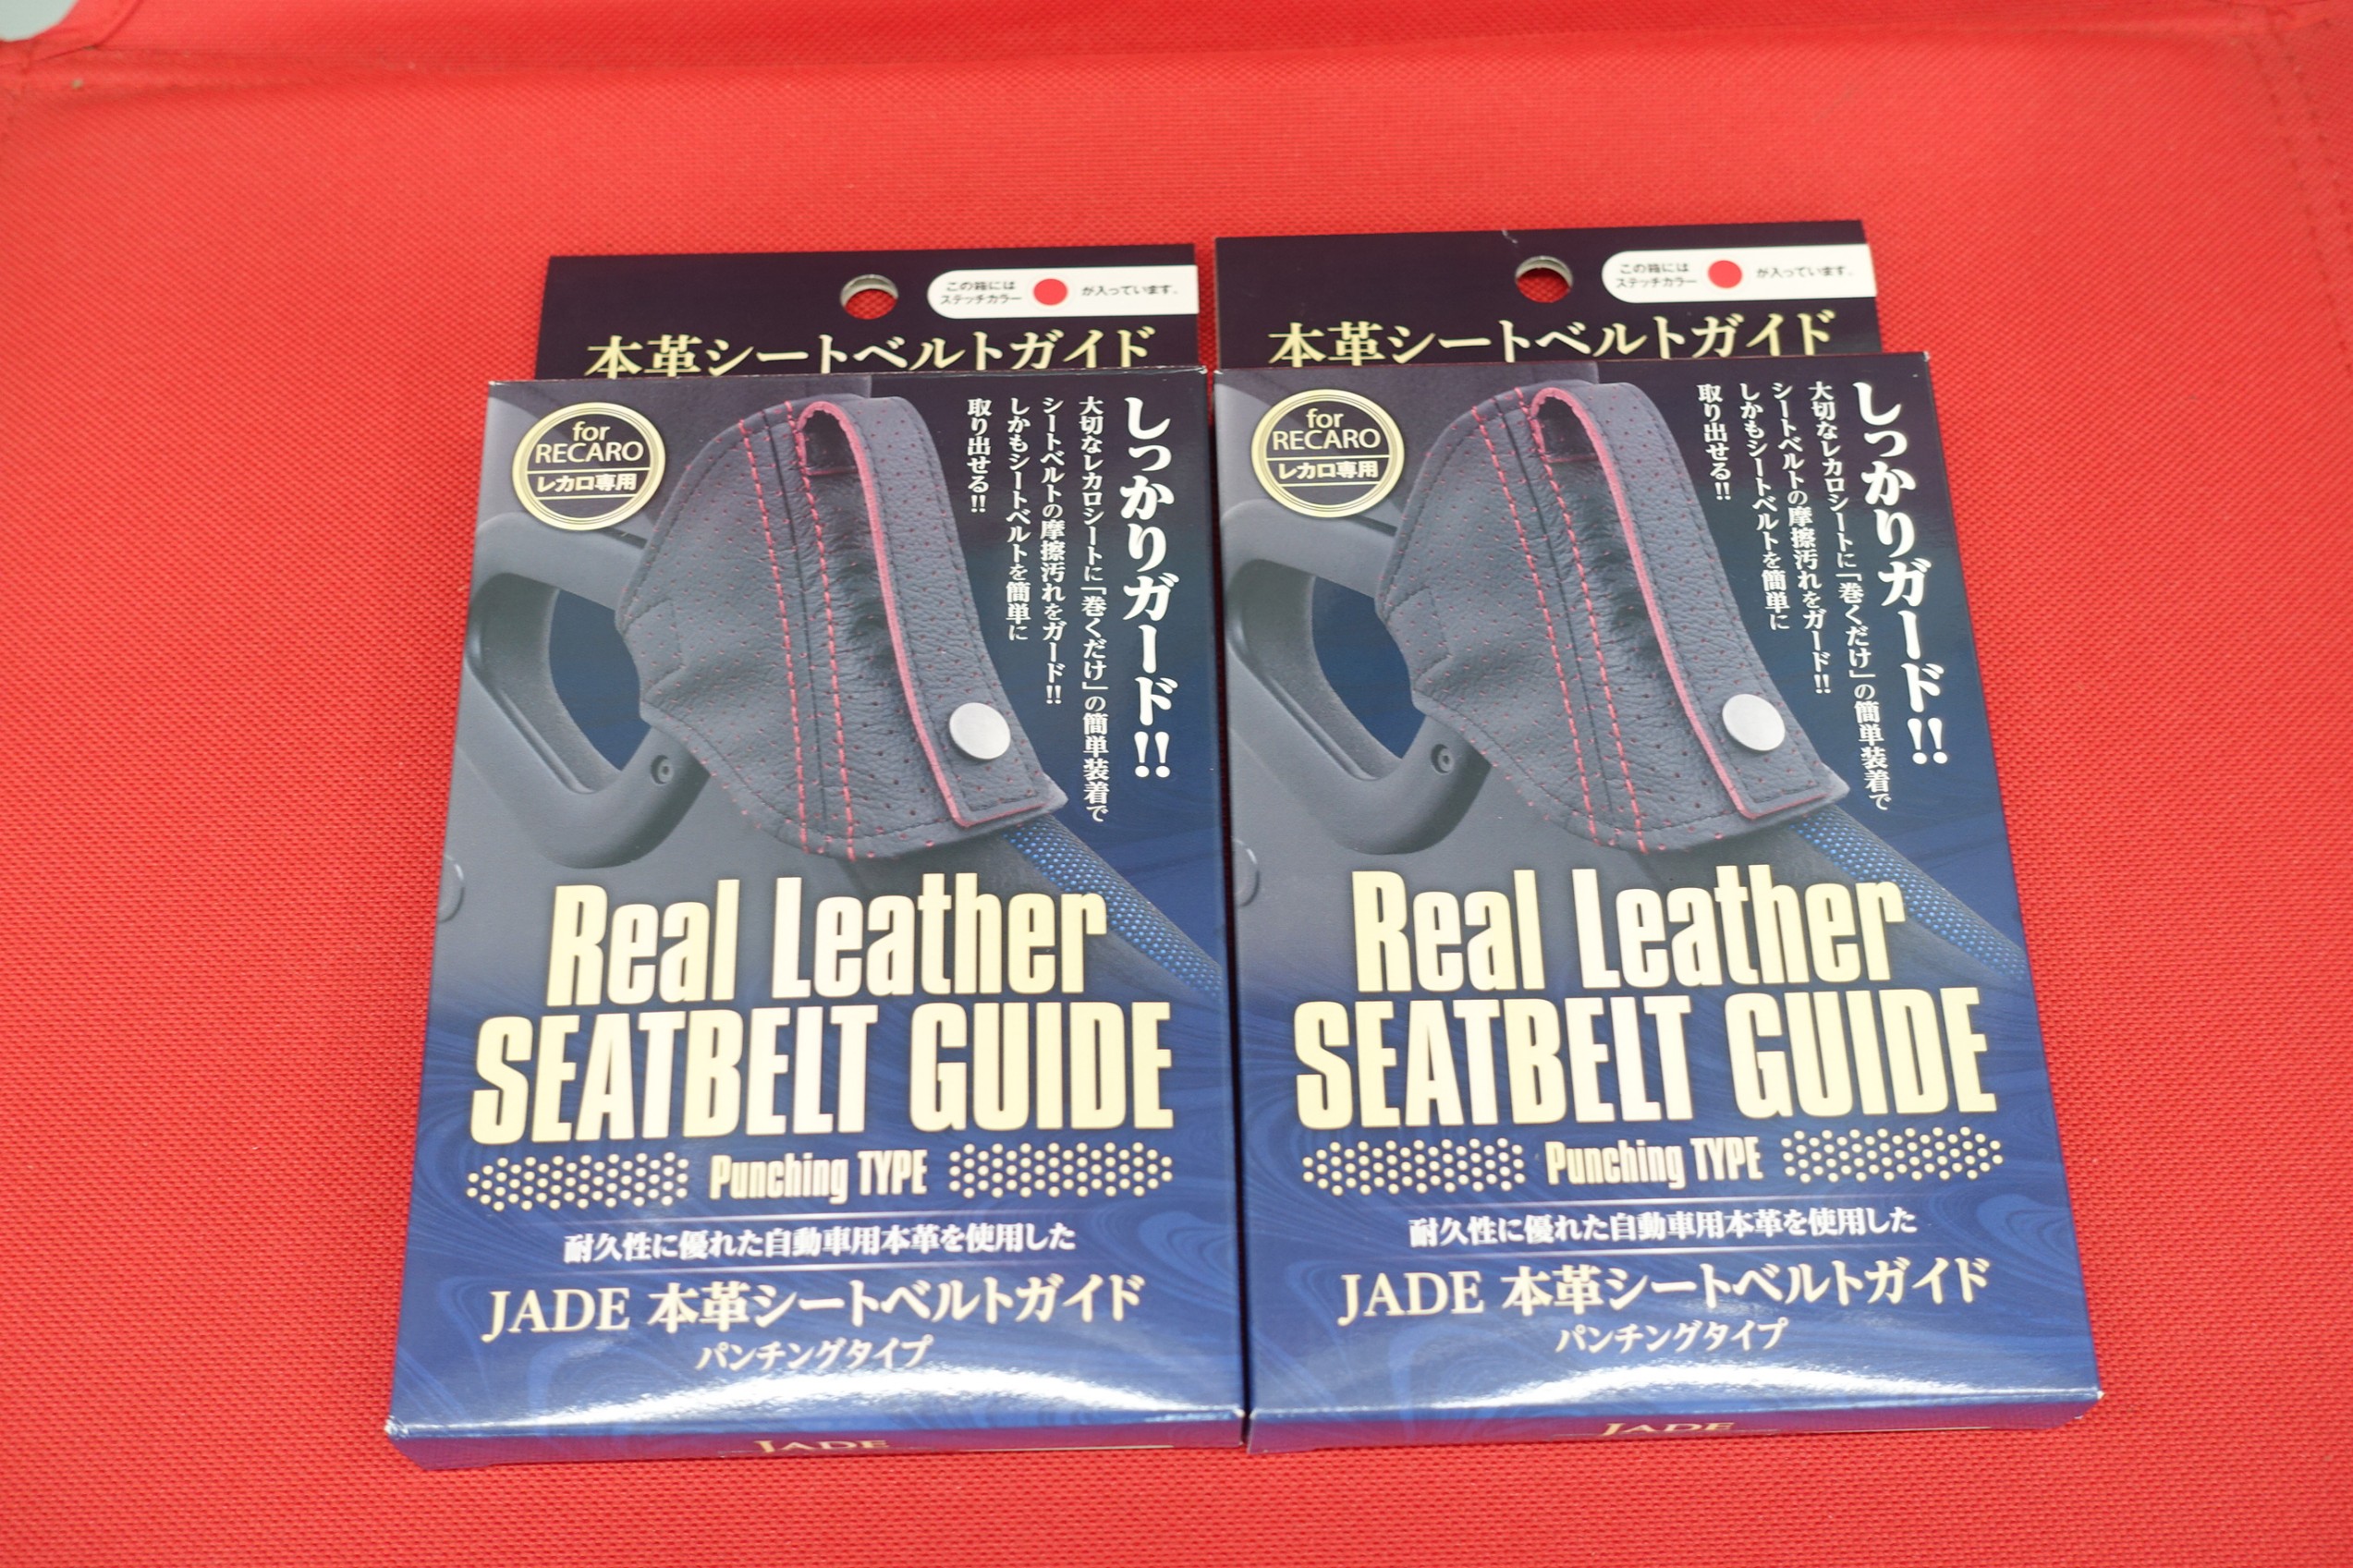 この箱には
ステッチカラー
が入っています。
本革シートベルトガイド
for
RECARO
レカロ専用
しっかりガード!!
大切なレカロシートに「巻くだけ」の簡単装着で
シートベルトの摩擦汚れをガード!!
しかもシートベルトを簡単に
取り出せる!!
Real Leather
SEATBELT GUIDE
Punching TYPE
耐久性に優れた自動車用本革を使用した
JADE 本革シートベルトガイド
パンチングタイプ
JADE
この箱には
ステッチカラー
が入っています。
本革シートベルトガイド
for
RECARO
レカロ専用
しっかりガード!!
大切なレカロシートに「巻くだけ」の簡単装着で
シートベルトの摩擦汚れをガード!!
しかもシートベルトを簡単に
取り出せる!!
Real Leather
SEATBELT GUIDE
Punching TYPE
耐久性に優れた自動車用本革を使用した
JADE 本革シートベルトガイド
パンチングタイプ
JADE